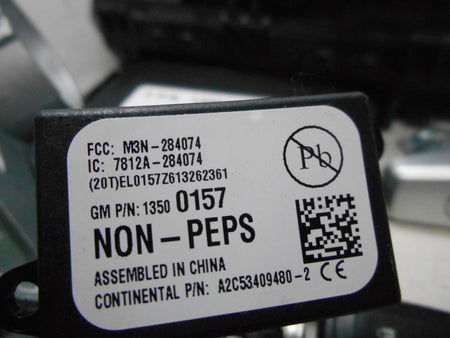 FCC: M3N-284074
IC: 7812A-284074
(20T)EL0157Z613262361
Pb
GM P/N: 1350 0157
NON-PEPS
ASSEMBLED IN CHINA
CONTINENTAL P/N: A2C53409480-2 CE